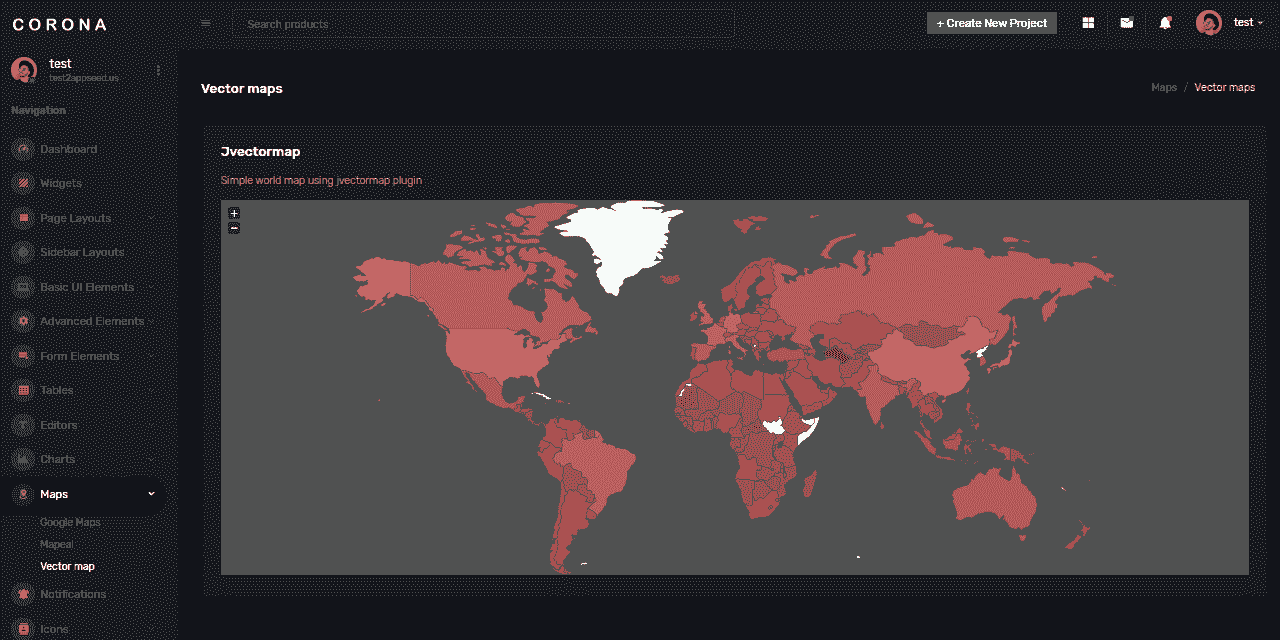 CORONA
Search products
+ Create New Project
test
test
test2appseed.us
Navigation
Dashboard
Widgets
Page Layouts
Sidebar Layouts
Basic UI Elements
Advanced Elements
Form Elements
Tables
Editors
Charts
Maps
Google Maps
Mapeal
Vector map
Notifications
Icons
Vector maps
Maps / Vector maps
Jvectormap
Simple world map using jvectormap plugin
+
−